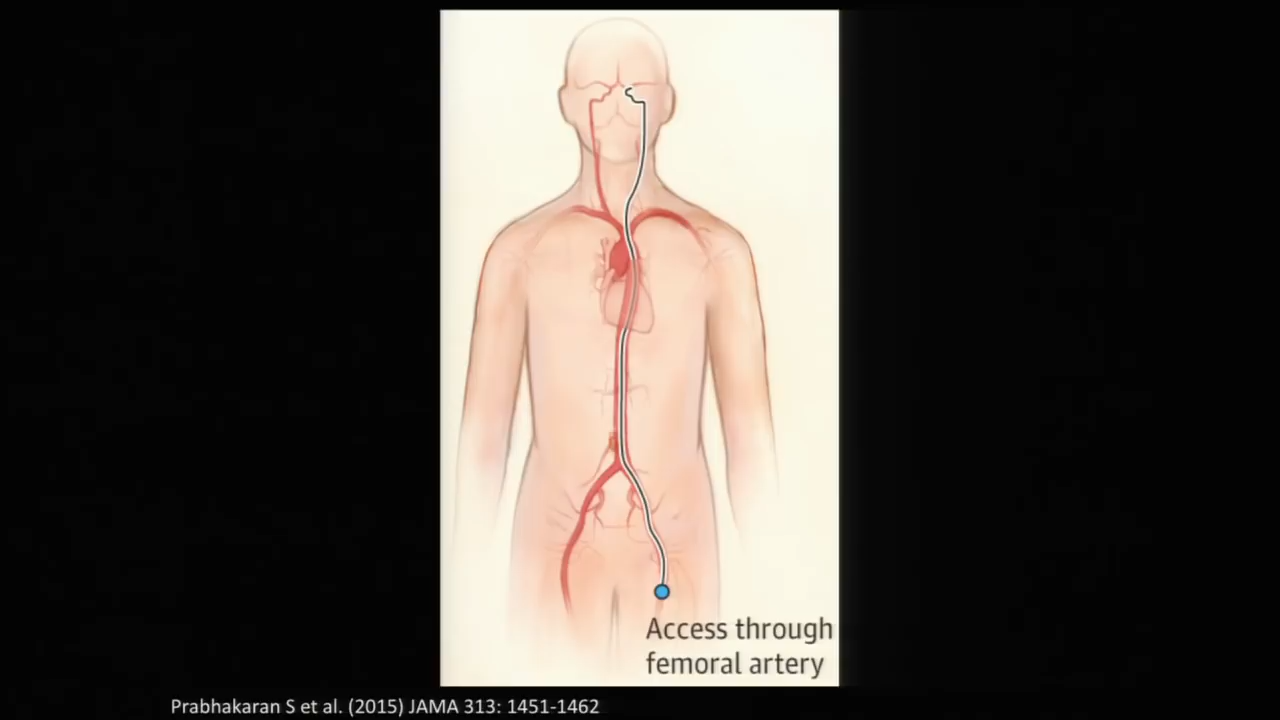 Access through
femoral artery
Prabhakaran S et al. (2015) JAMA 313: 1451-1462